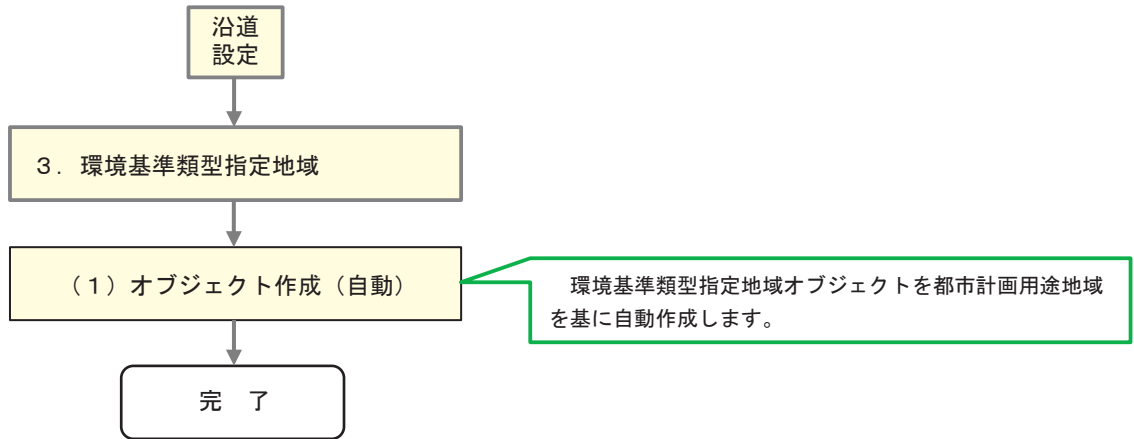 沿道
設定
３．環境基準類型指定地域
（１）オブジェクト作成（自動）
環境基準類型指定地域オブジェクトを都市計画用途地域
を基に自動作成します。
完　了